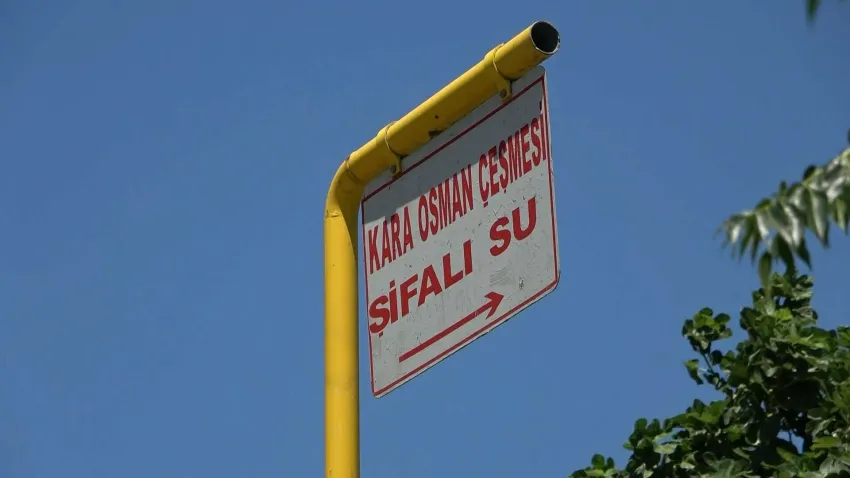 KARA OSMAN ÇEŞMESİ
ŞİFALI SU